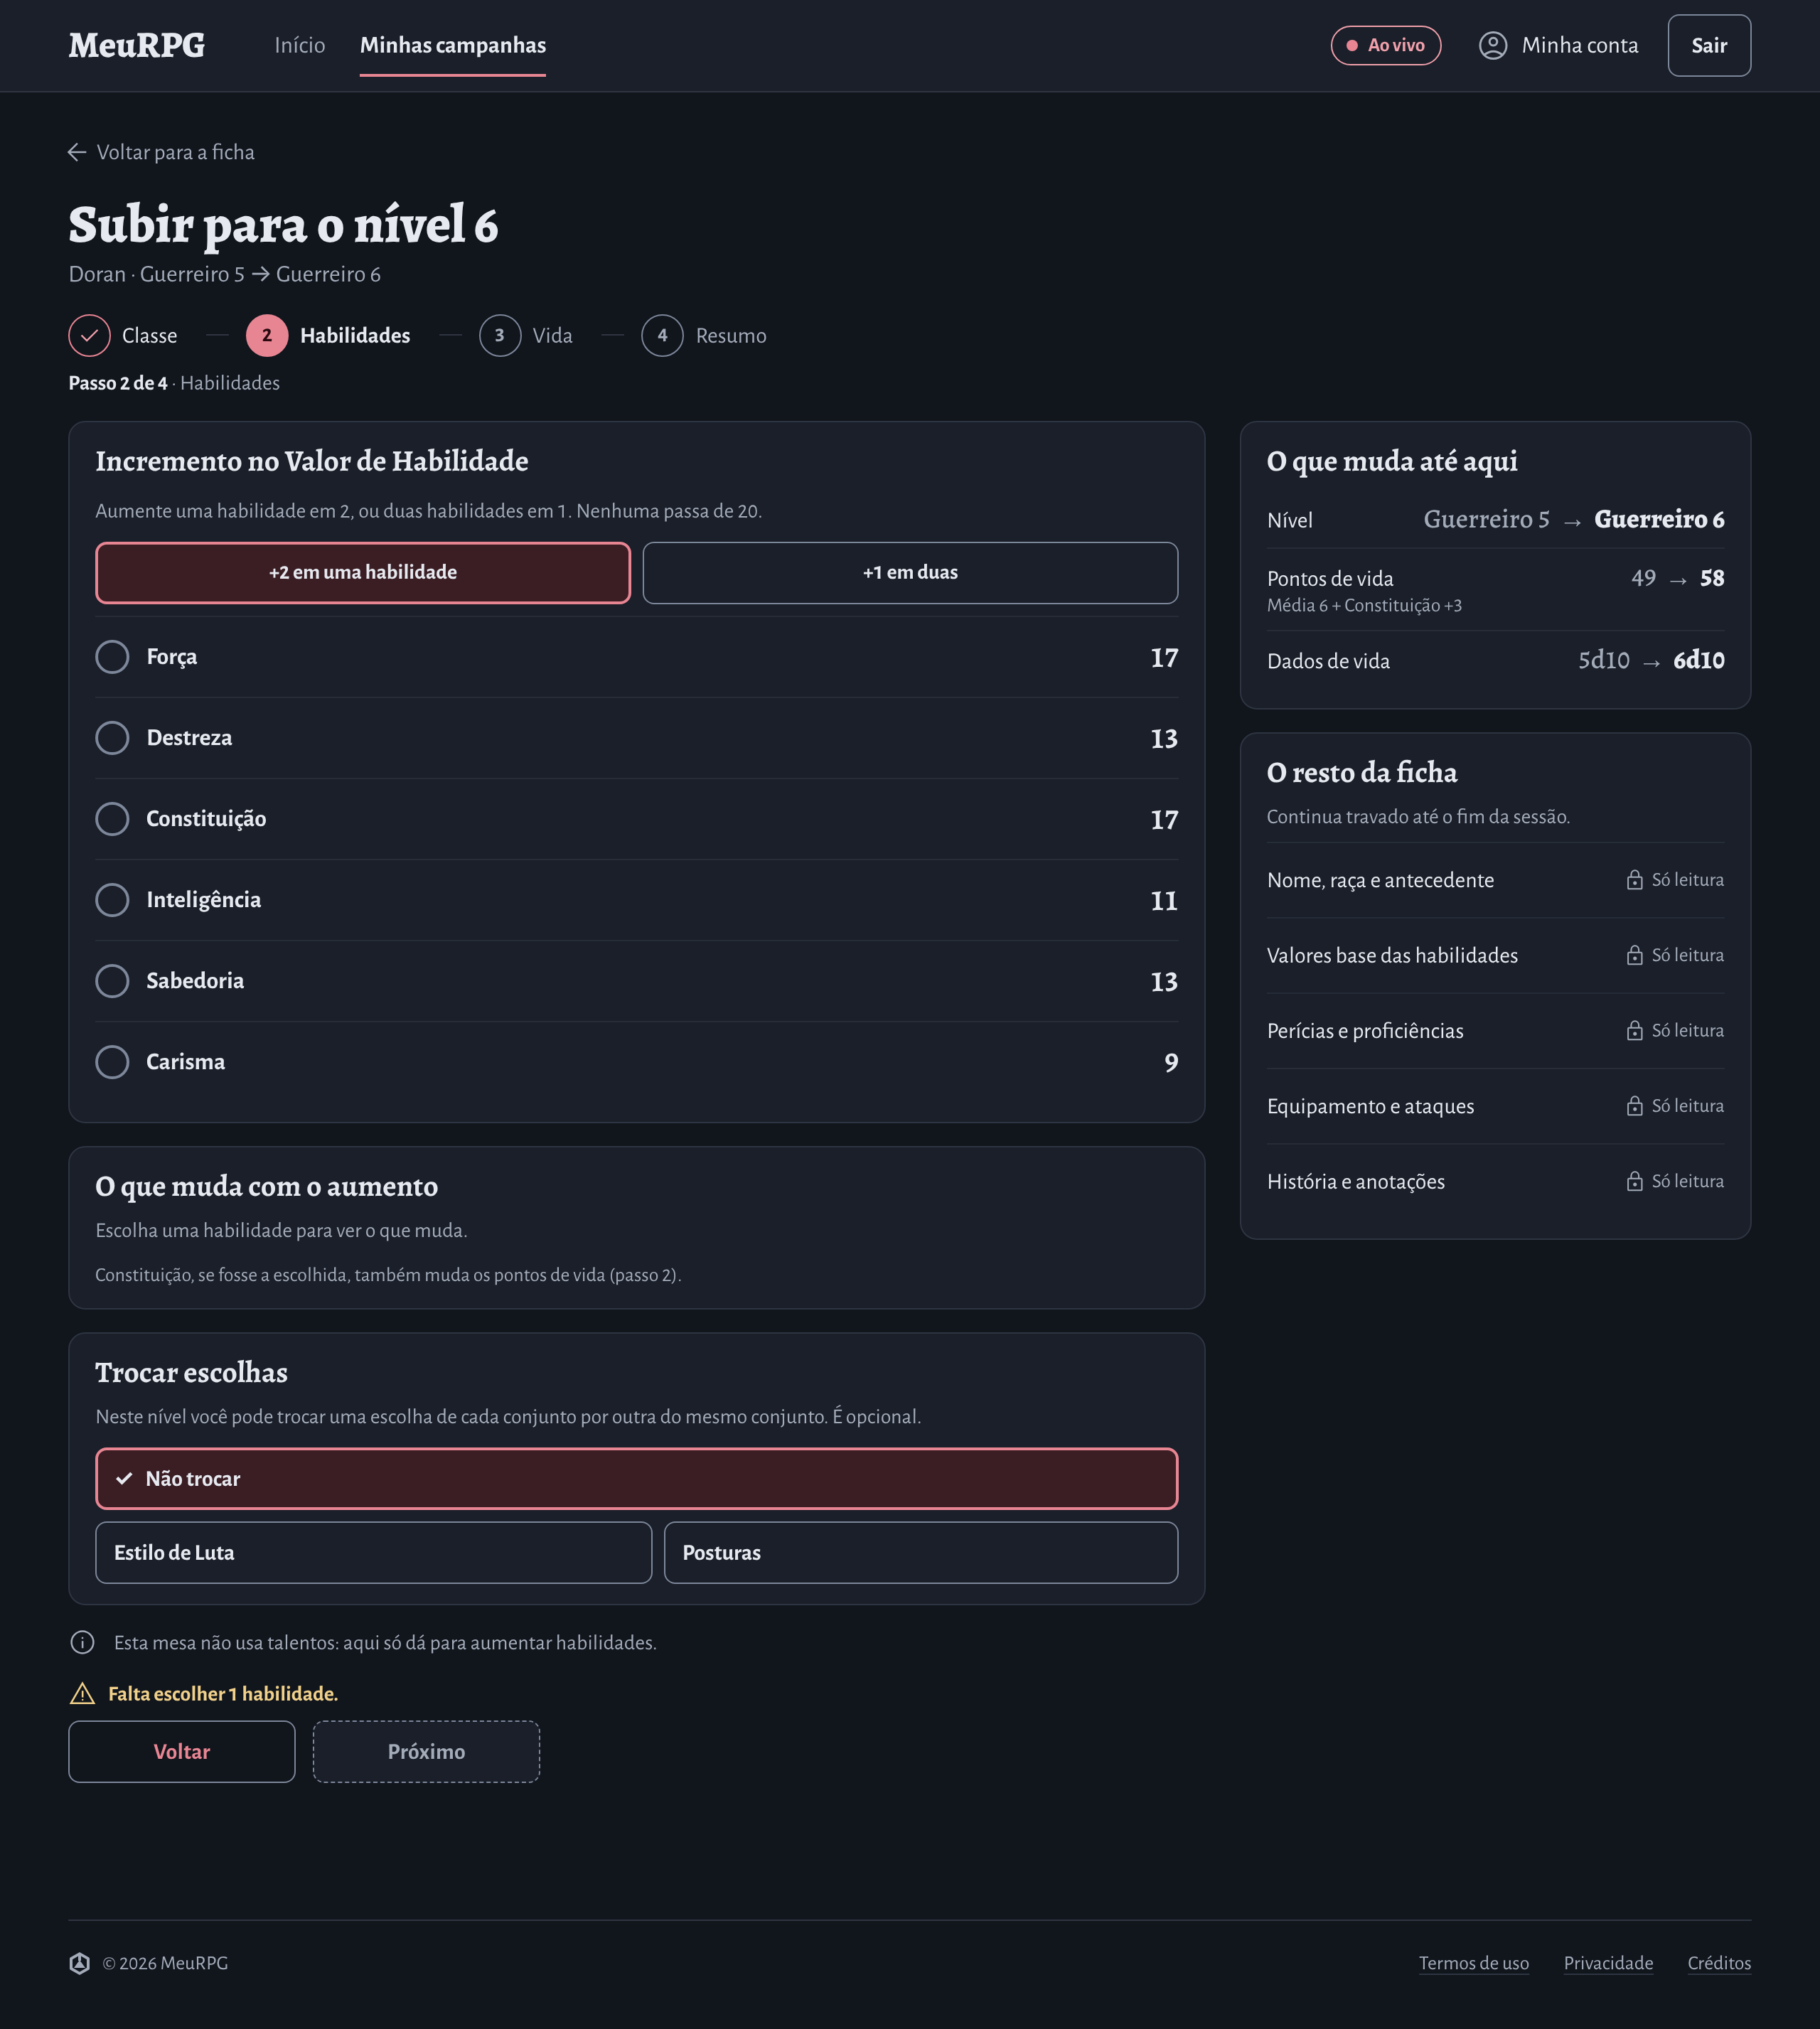 MeuRPG
Início
Minhas campanhas
Ao vivo
Minha conta
Sair
Voltar para a ficha
Subir para o nível 6
Doran · Guerreiro 5 → Guerreiro 6
Classe
2 Habilidades
3 Vida
4 Resumo
Passo 2 de 4 · Habilidades
Incremento no Valor de Habilidade
Aumente uma habilidade em 2, ou duas habilidades em 1. Nenhuma passa de 20.
+2 em uma habilidade
+1 em duas
Força 17
Destreza 13
Constituição 17
Inteligência 11
Sabedoria 13
Carisma 9
O que muda com o aumento
Escolha uma habilidade para ver o que muda.
Constituição, se fosse a escolhida, também muda os pontos de vida (passo 2).
Trocar escolhas
Neste nível você pode trocar uma escolha de cada conjunto por outra do mesmo conjunto. É opcional.
Não trocar
Estilo de Luta
Posturas
Esta mesa não usa talentos: aqui só dá para aumentar habilidades.
Falta escolher 1 habilidade.
Voltar
Próximo
O que muda até aqui
Nível Guerreiro 5 → Guerreiro 6
Pontos de vida 49 → 58
Média 6 + Constituição +3
Dados de vida 5d10 → 6d10
O resto da ficha
Continua travado até o fim da sessão.
Nome, raça e antecedente Só leitura
Valores base das habilidades Só leitura
Perícias e proficiências Só leitura
Equipamento e ataques Só leitura
História e anotações Só leitura
© 2026 MeuRPG
Termos de uso
Privacidade
Créditos